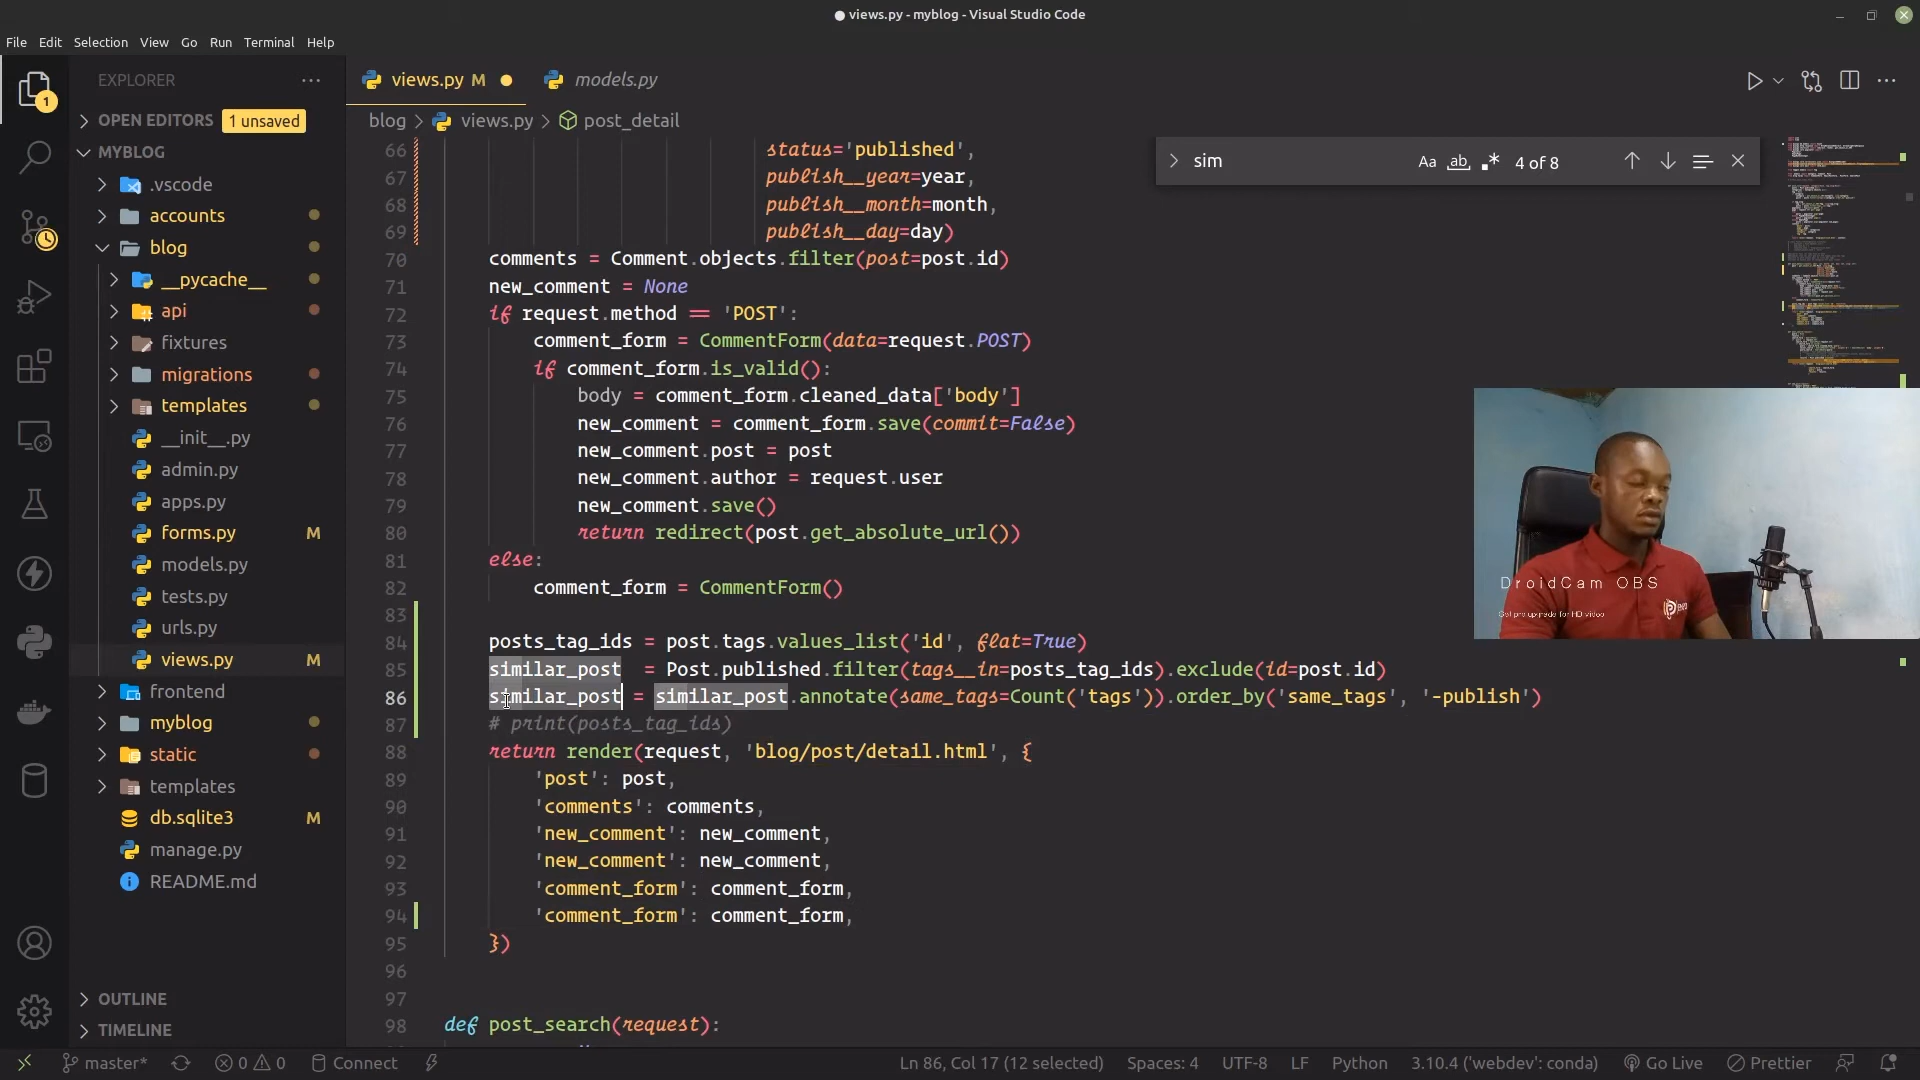 views.py - myblog - Visual Studio Code
File Edit Selection View Go Run Terminal Help
EXPLORER
1
OPEN EDITORS 1 unsaved
MYBLOG
.vscode
accounts
blog
__pycache__
api
fixtures
migrations
templates
__init__.py
admin.py
apps.py
forms.py M
models.py
tests.py
urls.py
views.py M
frontend
myblog
static
templates
db.sqlite3 M
manage.py
README.md
OUTLINE
TIMELINE
views.py M models.py
blog > views.py > post_detail
sim Aa ab 4 of 8
66 status='published',
67 publish__year=year,
68 publish__month=month,
69 publish__day=day)
70 comments = Comment.objects.filter(post=post.id)
71 new_comment = None
72 if request.method == 'POST':
73 comment_form = CommentForm(data=request.POST)
74 if comment_form.is_valid():
75 body = comment_form.cleaned_data['body']
76 new_comment = comment_form.save(commit=False)
77 new_comment.post = post
78 new_comment.author = request.user
79 new_comment.save()
80 return redirect(post.get_absolute_url())
81 else:
82 comment_form = CommentForm()
83
84 posts_tag_ids = post.tags.values_list('id', flat=True)
85 similar_post = Post.published.filter(tags__in=posts_tag_ids).exclude(id=post.id)
86 similar_post = similar_post.annotate(same_tags=Count('tags')).order_by('same_tags', '-publish')
87 # print(posts_tag_ids)
88 return render(request, 'blog/post/detail.html', {
89 'post': post,
90 'comments': comments,
91 'new_comment': new_comment,
92 'new_comment': new_comment,
93 'comment_form': comment_form,
94 'comment_form': comment_form,
95 })
96
97
98 def post_search(request):
DroidCam OBS
Get pro upgrade for HD video
master* 0 0 Connect Ln 86, Col 17 (12 selected) Spaces: 4 UTF-8 LF Python 3.10.4 ('webdev': conda) Go Live Prettier